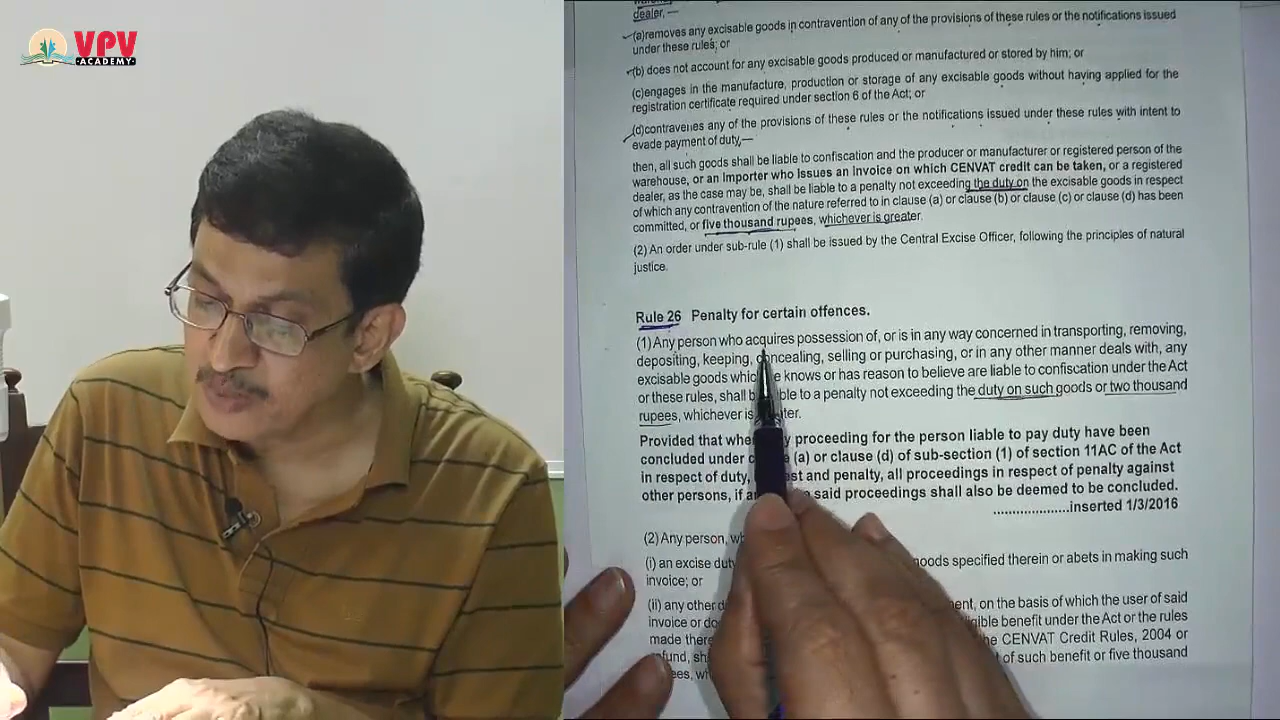 VPV
ACADEMY
dealer,—
(a)removes any excisable goods in contravention of any of the provisions of these rules or the notifications issued
under these rules; or
(b) does not account for any excisable goods produced or manufactured or stored by him; or
(c)engages in the manufacture, production or storage of any excisable goods without having applied for the
registration certificate required under section 6 of the Act; or
(d)contravenes any of the provisions of these rules or the notifications issued under these rules with intent to
evade payment of duty,—
then, all such goods shall be liable to confiscation and the producer or manufacturer or registered person of the
warehouse, or an Importer who Issues an invoice on which CENVAT credit can be taken, or a registered
dealer, as the case may be, shall be liable to a penalty not exceeding the duty on the excisable goods in respect
of which any contravention of the nature referred to in clause (a) or clause (b) or clause (c) or clause (d) has been
committed, or five thousand rupees, whichever is greater.
(2) An order under sub-rule (1) shall be issued by the Central Excise Officer, following the principles of natural
justice.
Rule 26 Penalty for certain offences.
(1) Any person who acquires possession of, or is in any way concerned in transporting, removing,
depositing, keeping, concealing, selling or purchasing, or in any other manner deals with, any
excisable goods which he knows or has reason to believe are liable to confiscation under the Act
or these rules, shall be liable to a penalty not exceeding the duty on such goods or two thousand
rupees, whichever is greater.
Provided that where any proceeding for the person liable to pay duty have been
concluded under (a) or clause (d) of sub-section (1) of section 11AC of the Act
in respect of duty, and penalty, all proceedings in respect of penalty against
other persons, if said proceedings shall also be deemed to be concluded.
....................inserted 1/3/2016
(2) Any person,
(i) an excise duty goods specified therein or abets in making such
invoice; or
(ii) any other on the basis of which the user of said
invoice or benefit under the Act or the rules
made CENVAT Credit Rules, 2004 or
of such benefit or five thousand